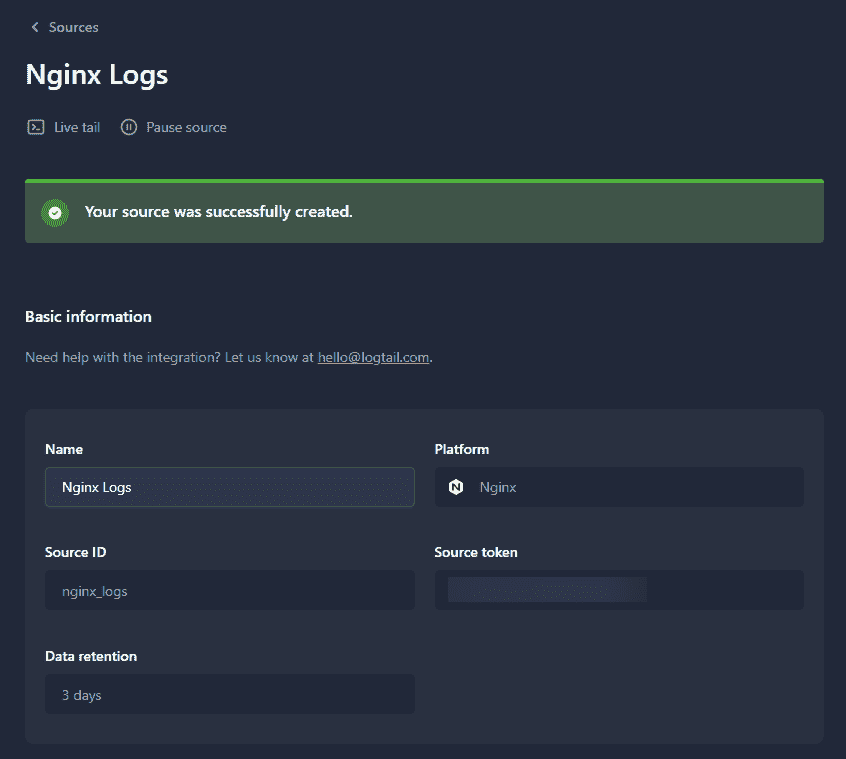 Sources
Nginx Logs
Live tail Pause source
Your source was successfully created.
Basic information
Need help with the integration? Let us know at hello@logtail.com.
Name Platform
Nginx Logs Nginx
Source ID Source token
nginx_logs
Data retention
3 days